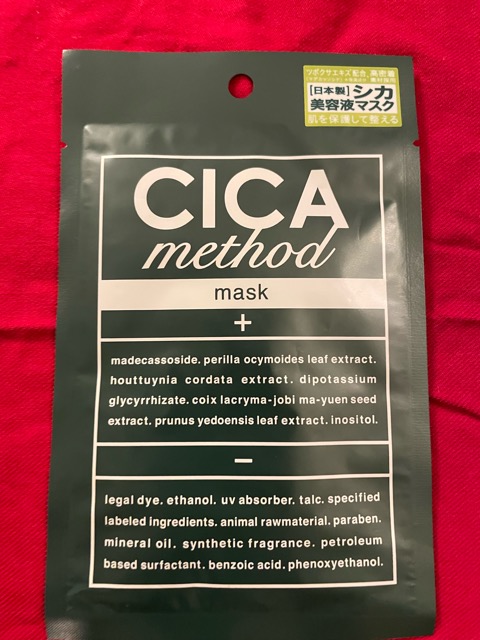 ツボクサエキス配合
高密着
[日本製]シカ
美容液マスク
肌を保護して整える
CICA
method
mask
+
madecassoside. perilla ocymoides leaf extract.
houttuynia cordata extract. dipotassium
glycyrrhizate. coix lacryma-jobi ma-yuen seed
extract. prunus yedoensis leaf extract. inositol.
−
legal dye. ethanol. uv absorber. talc. specified
labeled ingredients. animal rawmaterial. paraben.
mineral oil. synthetic fragrance. petroleum
based surfactant. benzoic acid. phenoxyethanol.